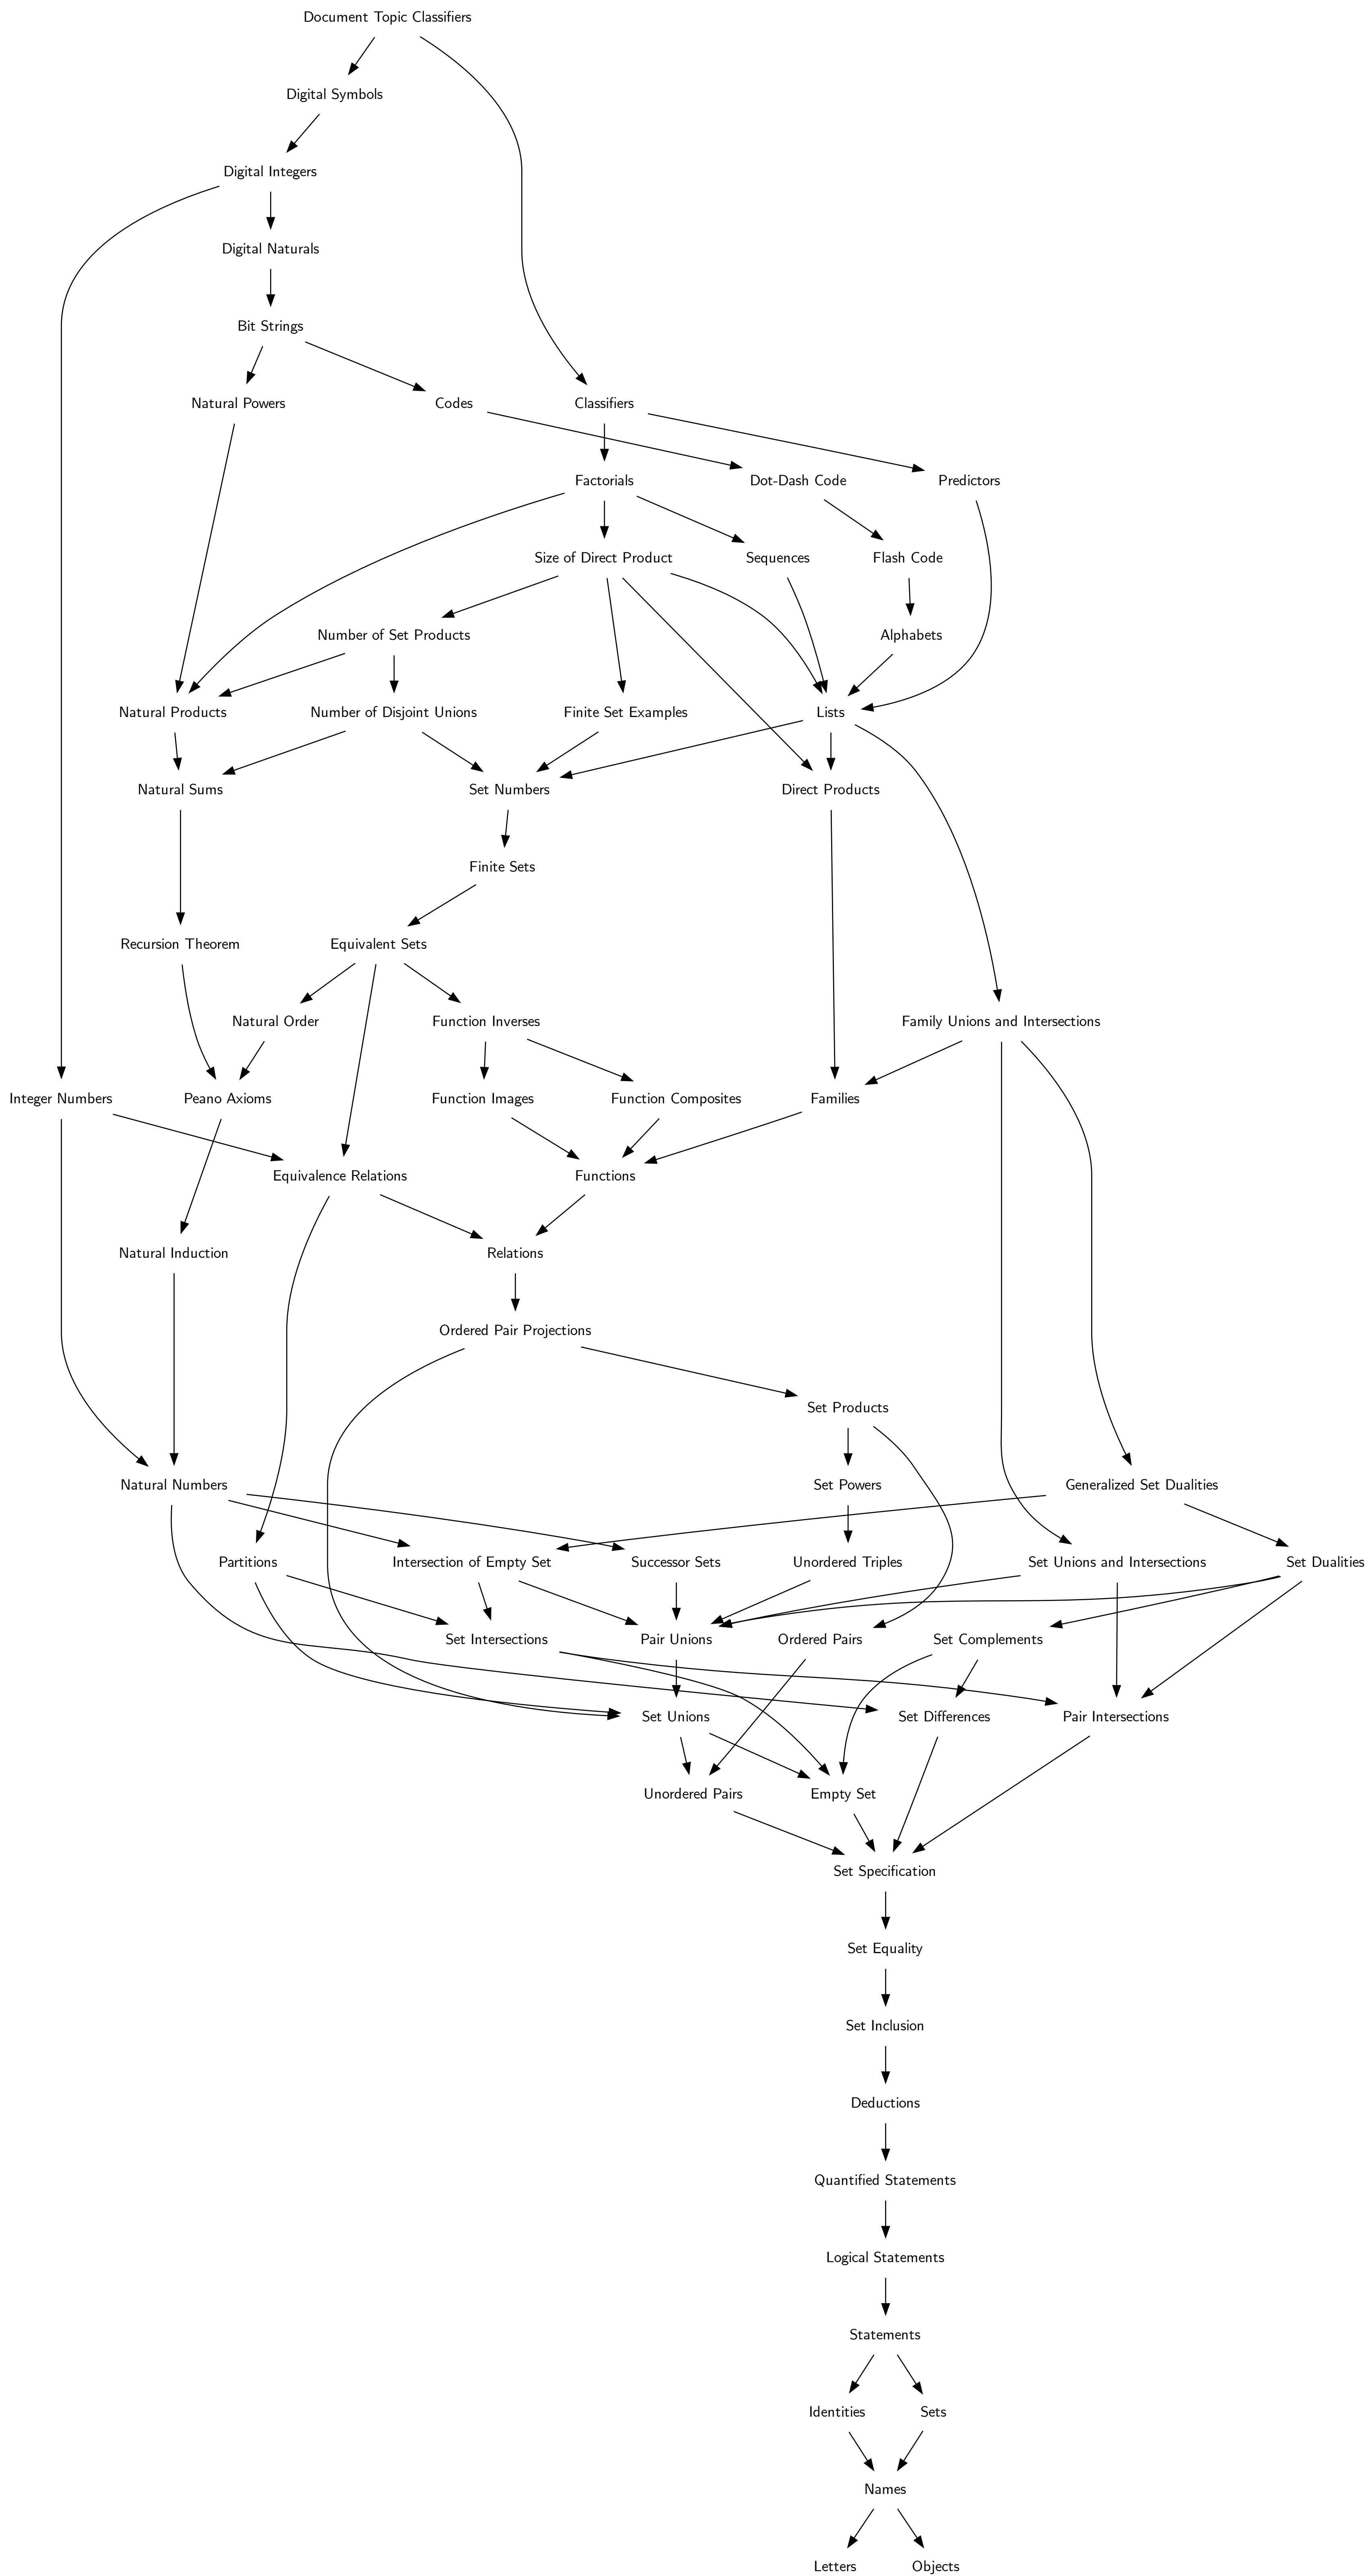 Document Topic Classifiers
Digital Symbols
Digital Integers
Digital Naturals
Bit Strings
Natural Powers
Codes
Classifiers
Factorials
Dot-Dash Code
Predictors
Size of Direct Product
Sequences
Flash Code
Number of Set Products
Alphabets
Natural Products
Number of Disjoint Unions
Finite Set Examples
Lists
Natural Sums
Set Numbers
Direct Products
Finite Sets
Recursion Theorem
Equivalent Sets
Natural Order
Function Inverses
Family Unions and Intersections
Integer Numbers
Peano Axioms
Function Images
Function Composites
Families
Equivalence Relations
Functions
Natural Induction
Relations
Ordered Pair Projections
Set Products
Natural Numbers
Set Powers
Generalized Set Dualities
Partitions
Intersection of Empty Set
Successor Sets
Unordered Triples
Set Unions and Intersections
Set Dualities
Set Intersections
Pair Unions
Ordered Pairs
Set Complements
Set Unions
Set Differences
Pair Intersections
Unordered Pairs
Empty Set
Set Specification
Set Equality
Set Inclusion
Deductions
Quantified Statements
Logical Statements
Statements
Identities
Sets
Names
Letters
Objects